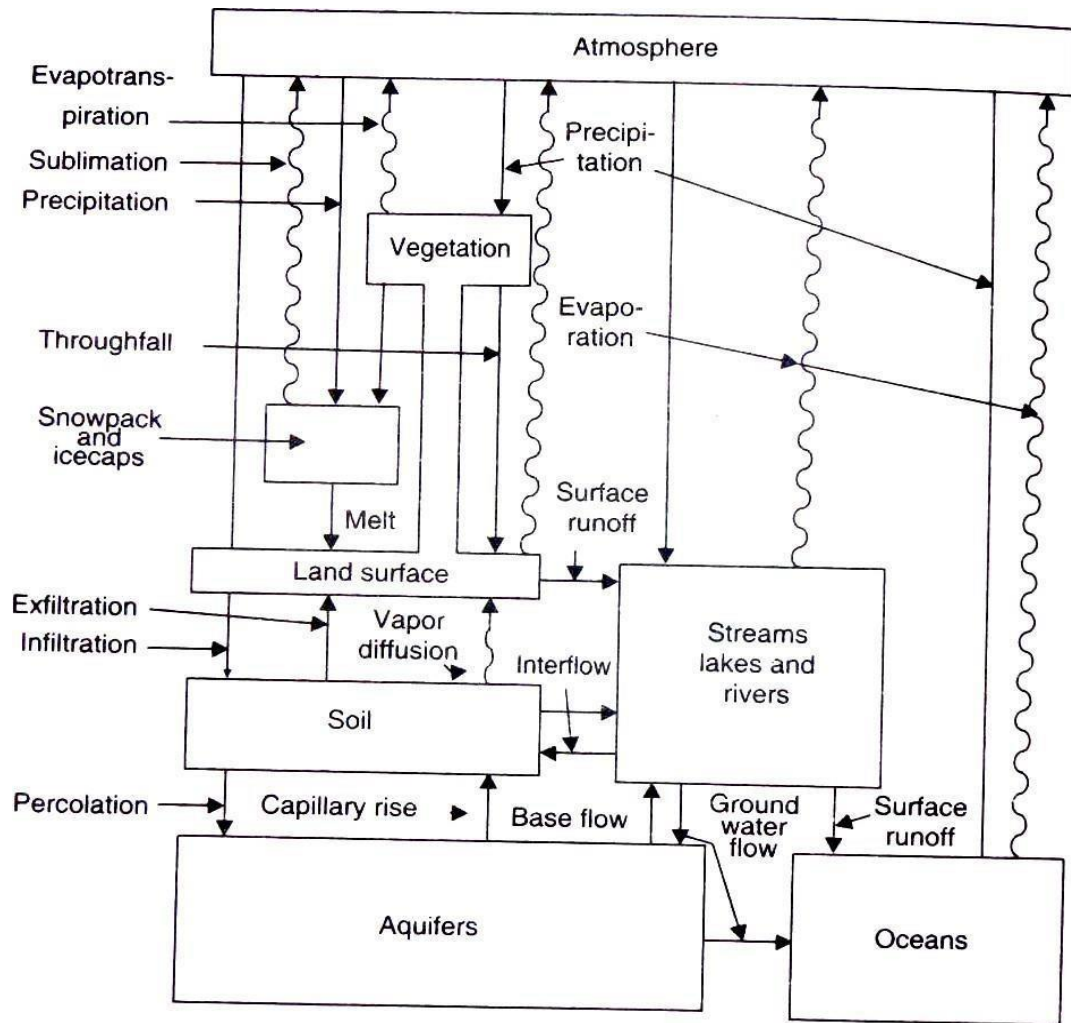 Atmosphere
Evapotrans-
piration
Sublimation
Precipitation
Precipi-
tation
Vegetation
Evapo-
ration
Throughfall
Snowpack
and
icecaps
Melt
Surface
runoff
Land surface
Exfiltration
Infiltration
Vapor
diffusion
Interflow
Streams
lakes and
rivers
Soil
Percolation
Capillary rise
Base flow
Ground
water
flow
Surface
runoff
Aquifers
Oceans